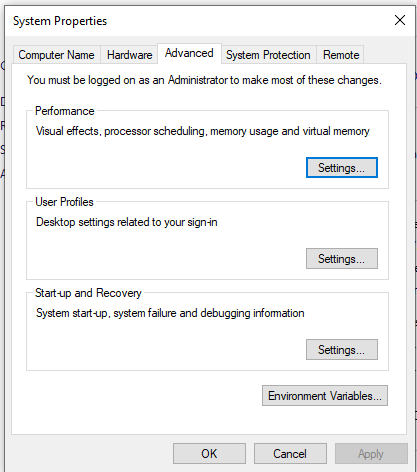 System Properties
Computer Name Hardware Advanced System Protection Remote
You must be logged on as an Administrator to make most of these changes.
Performance
Visual effects, processor scheduling, memory usage and virtual memory
Settings...
User Profiles
Desktop settings related to your sign-in
Settings...
Start-up and Recovery
System start-up, system failure and debugging information
Settings...
Environment Variables...
OK Cancel Apply